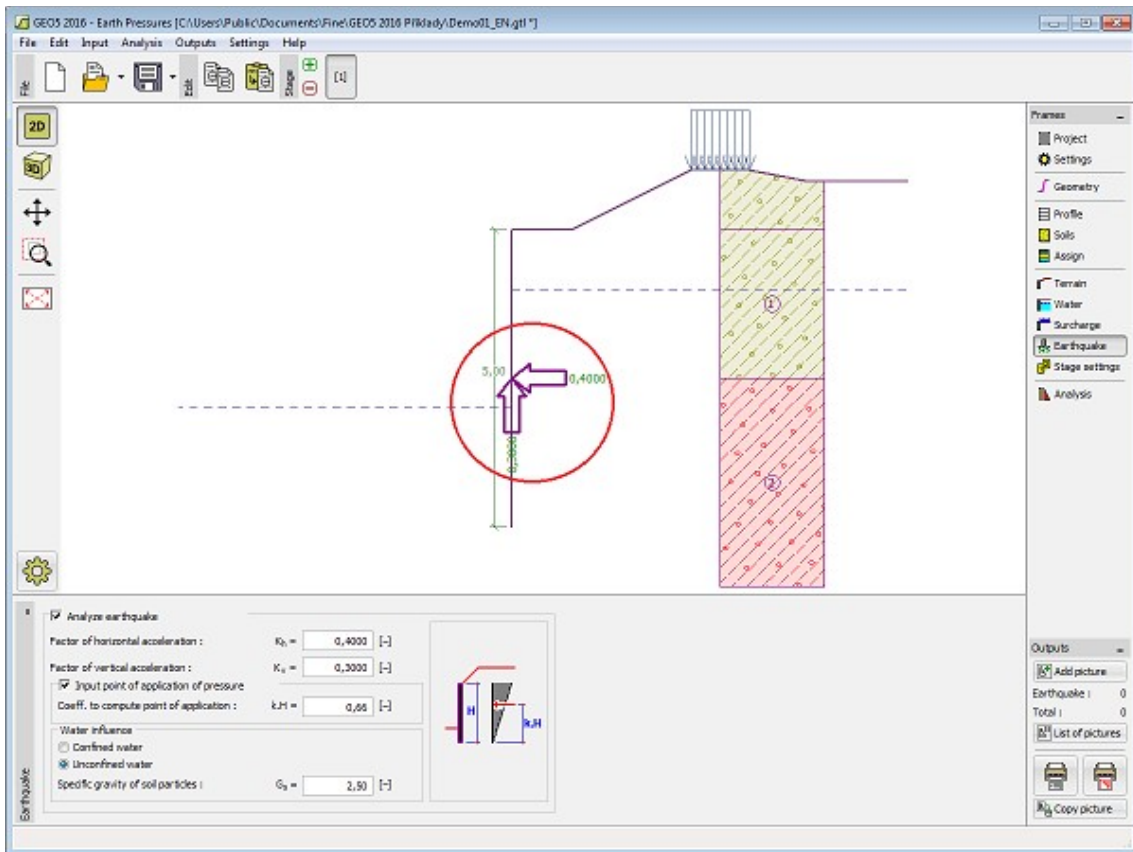 GEO5 2016 - Earth Pressures [C:\Users\Public\Documents\Fine\GEO5 2016 Příklady\Demo01_EN.gtl *]
File Edit Input Analysis Outputs Settings Help
File
Edit
Stage
[1]
2D
3D
Frames
Project
Settings
Geometry
Profile
Soils
Assign
Terrain
Water
Surcharge
Earthquake
Stage settings
Analysis
5,00
0,4000
0,3000
1
2
Earthquake
Analyze earthquake
Factor of horizontal acceleration : Kh = 0,4000 [–]
Factor of vertical acceleration : Kv = 0,3000 [–]
Input point of application of pressure
Coeff. to compute point of application : k.H = 0,66 [–]
Water influence
Confined water
Unconfined water
Specific gravity of soil particles : Gs = 2,50 [–]
H
k.H
Outputs
Add picture
Earthquake : 0
Total : 0
List of pictures
Copy picture